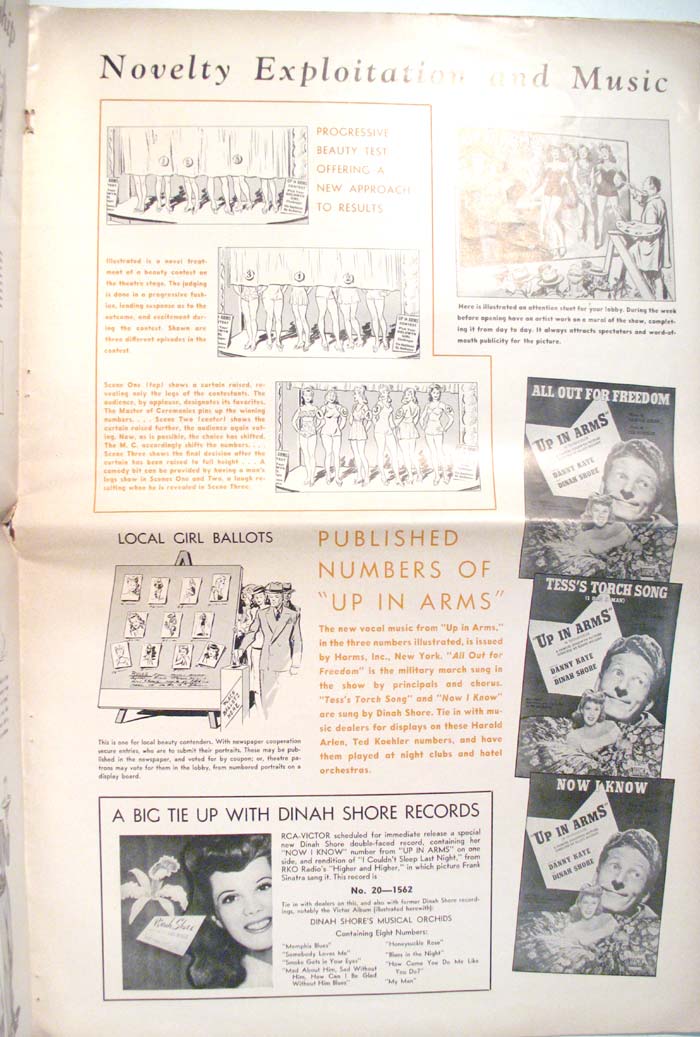 Novelty Exploitation and Music
PROGRESSIVE
BEAUTY TEST
OFFERING A
NEW APPROACH
TO RESULTS
Illustrated is a novel treat-
ment of a beauty contest on
the theatre stage. The judging
is done in a progressive fash-
ion, lending suspense as to the
outcome, and excitement dur-
ing the contest. Shown are
three different episodes in the
contest.
Scene One (top) shows a curtain raised, re-
vealing only the legs of the contestants. The
audience, by applause, designates its favorites.
The Master of Ceremonies pins up the winning
numbers. . . . Scene Two (center) shows the
curtain raised further, the audience again vot-
ing. Now, as is possible, the choice has shifted.
The M. C. accordingly shifts the numbers. . . .
Scene Three shows the final decision after the
curtain has been raised to full height . . . A
comedy bit can be provided by having a man's
legs show in Scenes One and Two, a laugh re-
sulting when he is revealed in Scene Three.
Here is illustrated an attention stunt for your lobby. During the week
before opening have an artist work on a mural of the show, complet-
ing it from day to day. It always attracts spectators and word-of-
mouth publicity for the picture.
ALL OUT FOR FREEDOM
"UP IN ARMS"
DANNY KAYE
DINAH SHORE
LOCAL GIRL BALLOTS
This is one for local beauty contenders. With newspaper cooperation
secure entries, who are to submit their portraits. These may be pub-
lished in the newspaper, and voted for by coupon; or, theatre pa-
trons may vote for them in the lobby, from numbered portraits on a
display board.
PUBLISHED
NUMBERS OF
"UP IN ARMS"
The new vocal music from "Up in Arms,"
in the three numbers illustrated, is issued
by Harms, Inc., New York. "All Out for
Freedom" is the military march sung in
the show by principals and chorus.
"Tess's Torch Song" and "Now I Know"
are sung by Dinah Shore. Tie in with mu-
sic dealers for displays on these Harold
Arlen, Ted Koehler numbers, and have
them played at night clubs and hotel
orchestras.
TESS'S TORCH SONG
"UP IN ARMS"
DANNY KAYE
DINAH SHORE
NOW I KNOW
"UP IN ARMS"
DANNY KAYE
DINAH SHORE
A BIG TIE UP WITH DINAH SHORE RECORDS
Dinah Shore
RCA-VICTOR scheduled for immediate release a special
new Dinah Shore double-faced record, containing her
"NOW I KNOW" number from "UP IN ARMS" on one
side, and rendition of "I Couldn't Sleep Last Night," from
RKO Radio's "Higher and Higher," in which picture Frank
Sinatra sang it. This record is
No. 20—1562
Tie in with dealers on this, and also with former Dinah Shore record-
ings, notably the Victor Album (illustrated herewith):
DINAH SHORE'S MUSICAL ORCHIDS
Containing Eight Numbers:
"Memphis Blues"
"Somebody Loves Me"
"Smoke Gets in Your Eyes"
"Mad About Him, Sad Without
Him, How Can I Be Glad
Without Him Blues"
"Honeysuckle Rose"
"Blues in the Night"
"How Come You Do Me Like
You Do?"
"My Man"